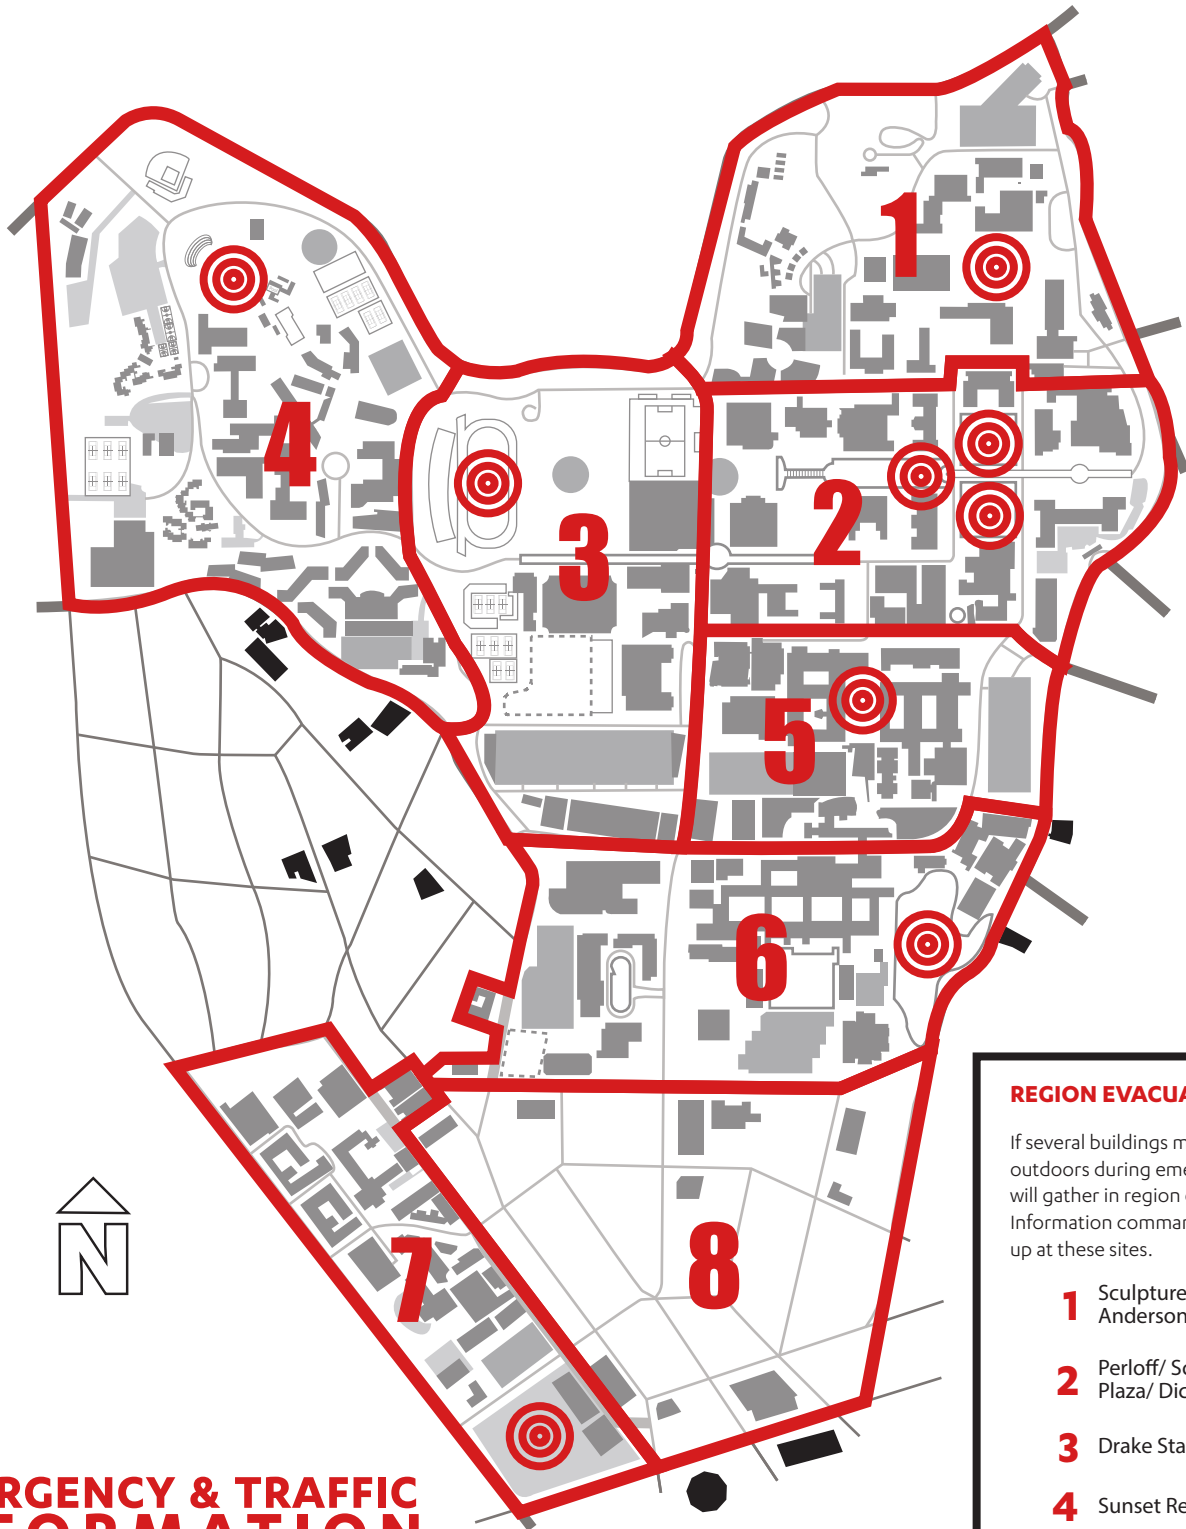 1
4
2
3
5
6
7
8
N
REGION EVACUA
If several buildings m
outdoors during eme
will gather in region
Information comman
up at these sites.
1 Sculpture
Anderson
2 Perloff/ Sc
Plaza/ Dic
3 Drake Sta
4 Sunset Re
RGENCY & TRAFFIC
FORMATION